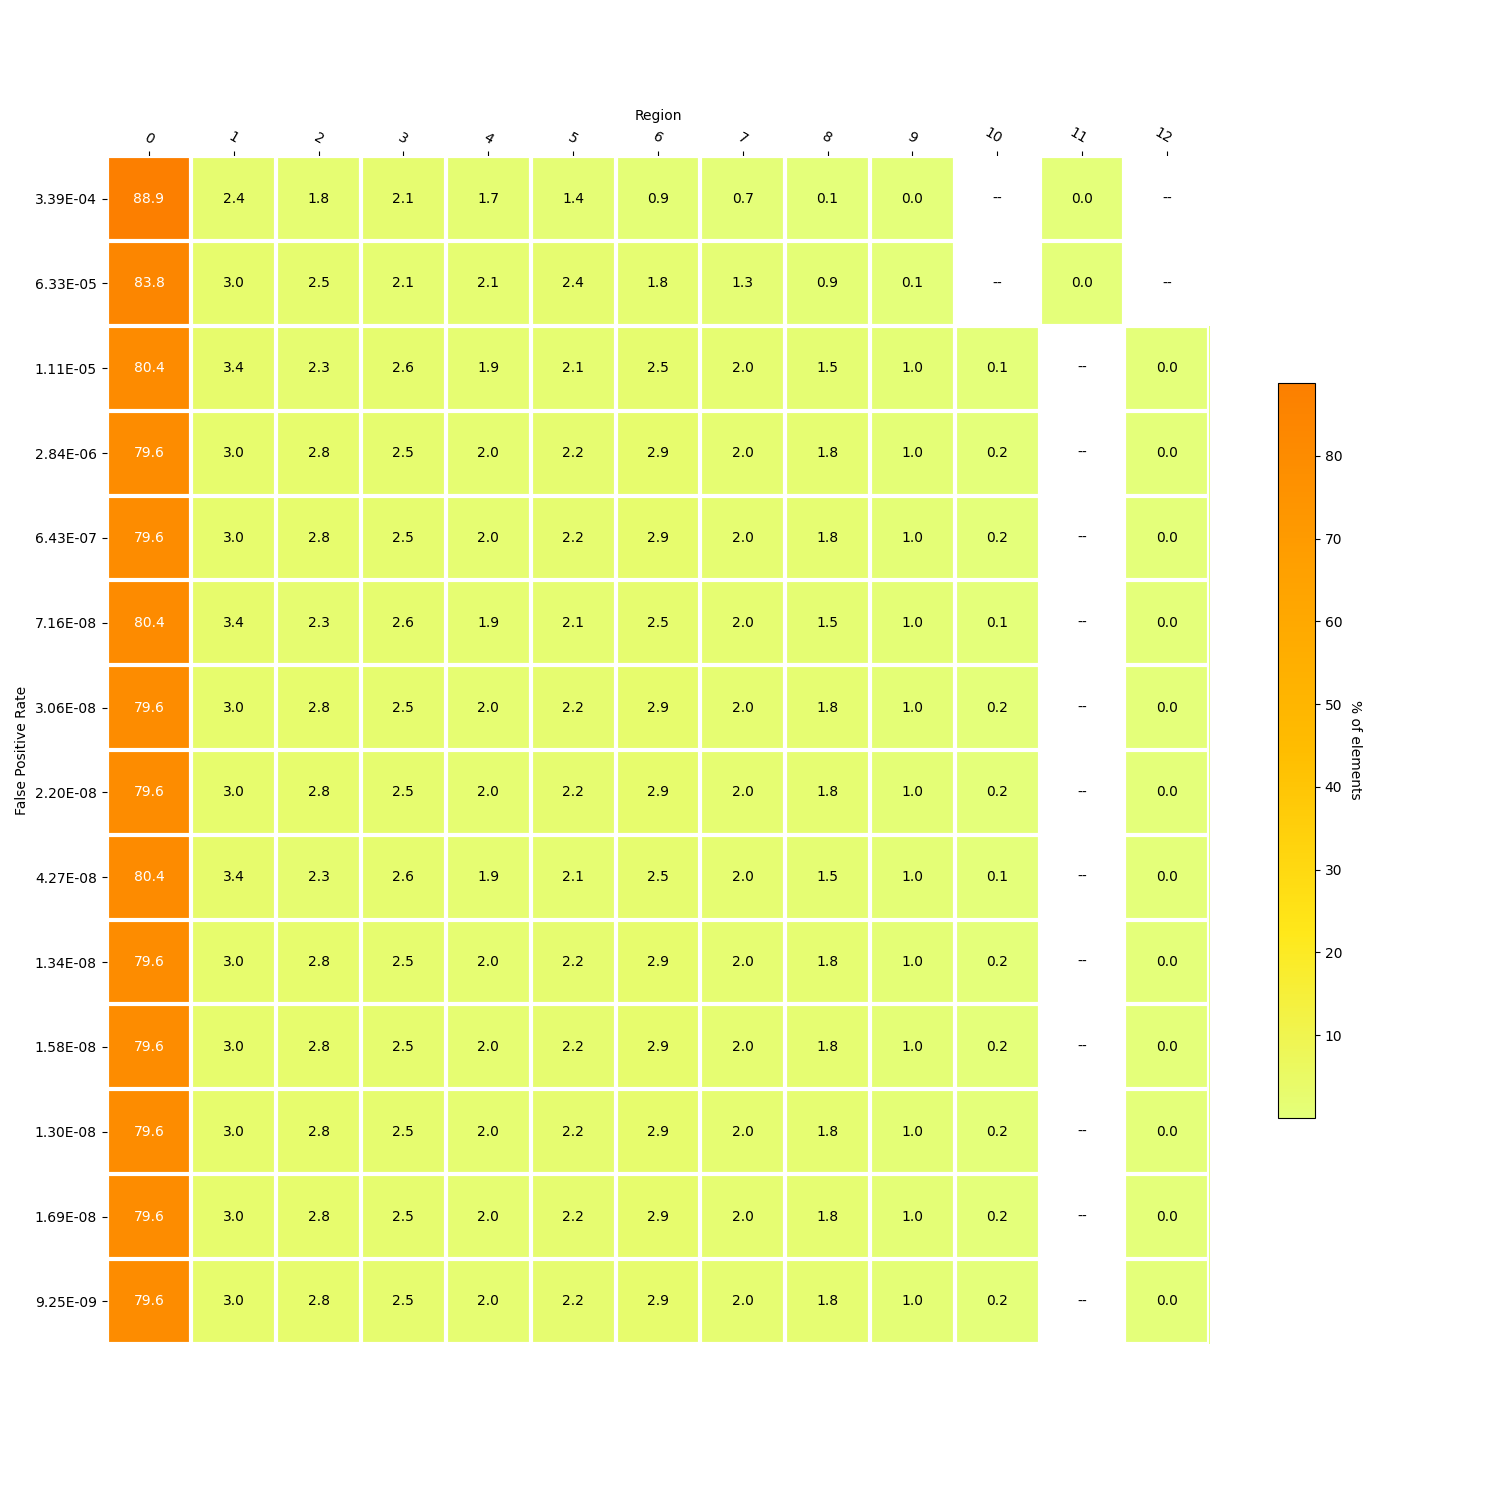 Region
0 1 2 3 4 5 6 7 8 9 10 11 12
3.39E-04 88.9 2.4 1.8 2.1 1.7 1.4 0.9 0.7 0.1 0.0 -- 0.0 --
6.33E-05 83.8 3.0 2.5 2.1 2.1 2.4 1.8 1.3 0.9 0.1 -- 0.0 --
1.11E-05 80.4 3.4 2.3 2.6 1.9 2.1 2.5 2.0 1.5 1.0 0.1 -- 0.0
2.84E-06 79.6 3.0 2.8 2.5 2.0 2.2 2.9 2.0 1.8 1.0 0.2 -- 0.0
6.43E-07 79.6 3.0 2.8 2.5 2.0 2.2 2.9 2.0 1.8 1.0 0.2 -- 0.0
7.16E-08 80.4 3.4 2.3 2.6 1.9 2.1 2.5 2.0 1.5 1.0 0.1 -- 0.0
3.06E-08 79.6 3.0 2.8 2.5 2.0 2.2 2.9 2.0 1.8 1.0 0.2 -- 0.0
2.20E-08 79.6 3.0 2.8 2.5 2.0 2.2 2.9 2.0 1.8 1.0 0.2 -- 0.0
4.27E-08 80.4 3.4 2.3 2.6 1.9 2.1 2.5 2.0 1.5 1.0 0.1 -- 0.0
1.34E-08 79.6 3.0 2.8 2.5 2.0 2.2 2.9 2.0 1.8 1.0 0.2 -- 0.0
1.58E-08 79.6 3.0 2.8 2.5 2.0 2.2 2.9 2.0 1.8 1.0 0.2 -- 0.0
1.30E-08 79.6 3.0 2.8 2.5 2.0 2.2 2.9 2.0 1.8 1.0 0.2 -- 0.0
1.69E-08 79.6 3.0 2.8 2.5 2.0 2.2 2.9 2.0 1.8 1.0 0.2 -- 0.0
9.25E-09 79.6 3.0 2.8 2.5 2.0 2.2 2.9 2.0 1.8 1.0 0.2 -- 0.0
False Positive Rate
80
70
60
50
40
30
20
10
% of elements